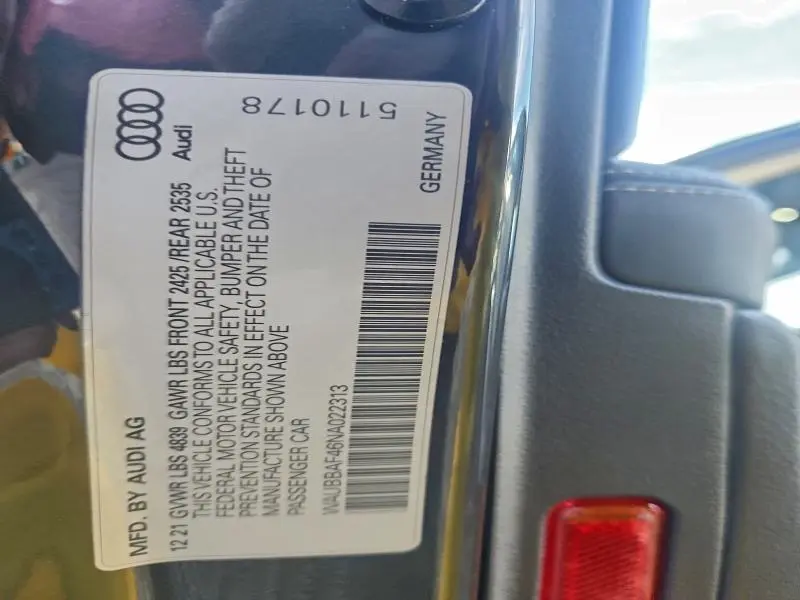 MFD. BY AUDI AG
Audi
12 21 GVWR LBS 4839 GAWR LBS FRONT 2425 /REAR 2535
THIS VEHICLE CONFORMS TO ALL APPLICABLE U.S.
FEDERAL MOTOR VEHICLE SAFETY, BUMPER AND THEFT
PREVENTION STANDARDS IN EFFECT ON THE DATE OF
MANUFACTURE SHOWN ABOVE
PASSENGER CAR
WAUBBAF46NA022313
5110178
GERMANY